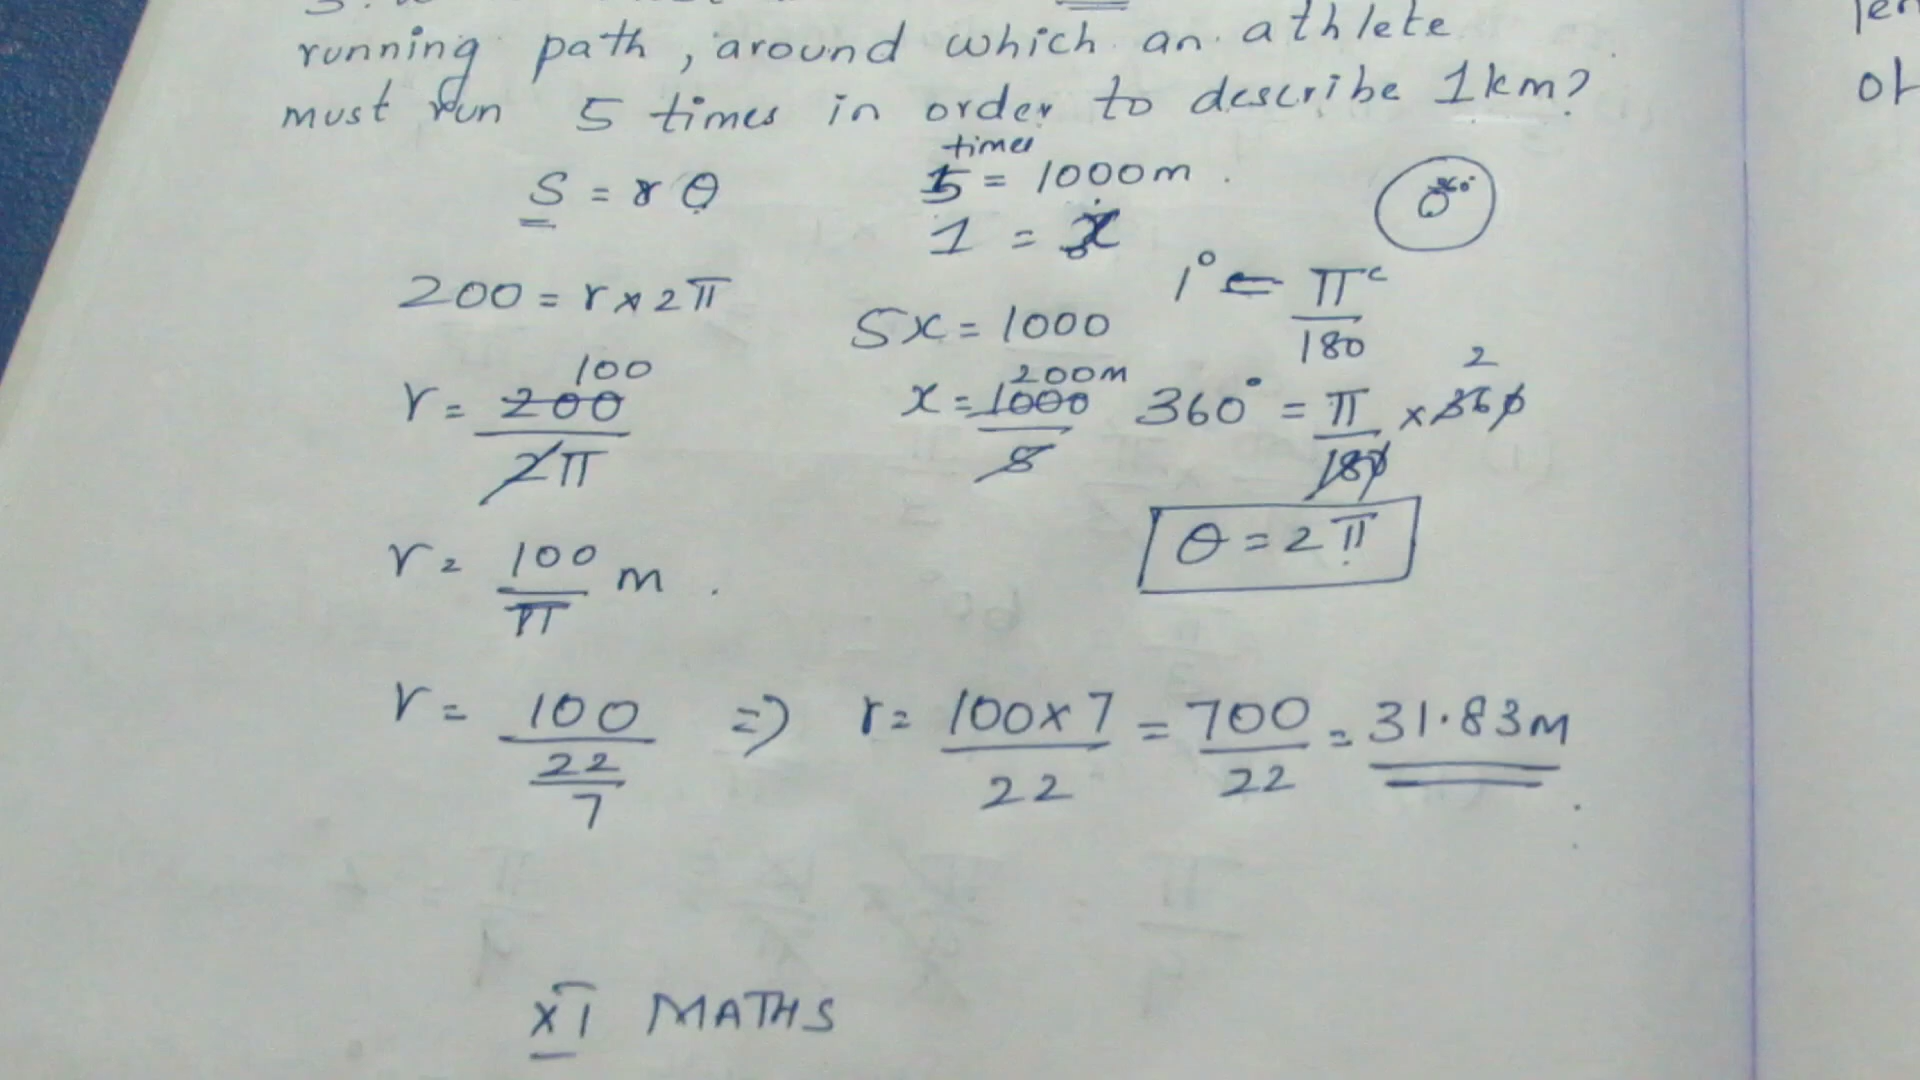 running path, around which an athlete
must run 5 times in order to describe 1km?
S = rθ
200 = r × 2π
r = 200/2π 100
r = 100/π m.
times
5 = 1000m.
1 = x
5x = 1000
x = 1000/5 200m
360°
1° = π^c/180
360° = π/180 × 360 2
θ = 2π
r = 100/(22/7) => r = 100×7/22 = 700/22 = 31.83m
XI MATHS